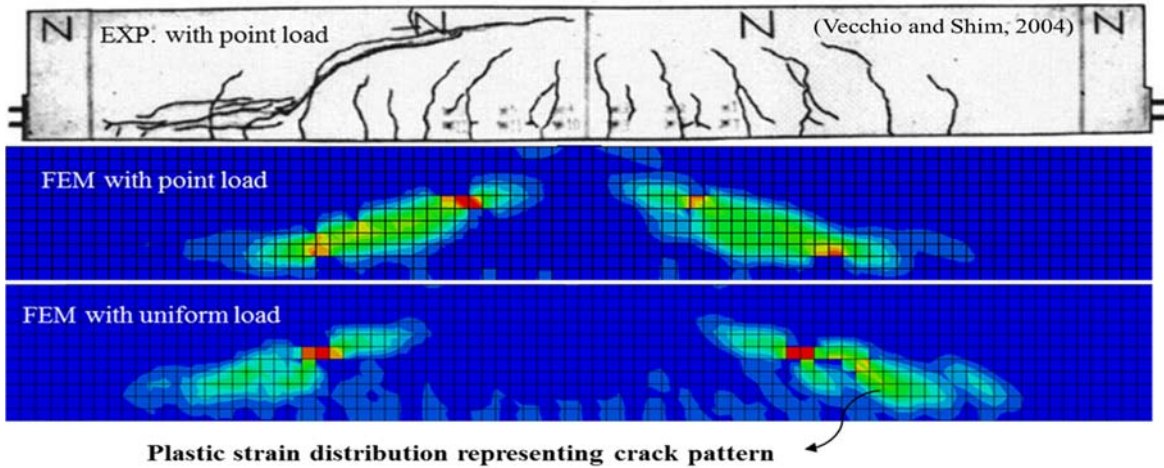 EXP. with point load
(Vecchio and Shim, 2004)
N
N
N
N
FEM with point load
FEM with uniform load
Plastic strain distribution representing crack pattern